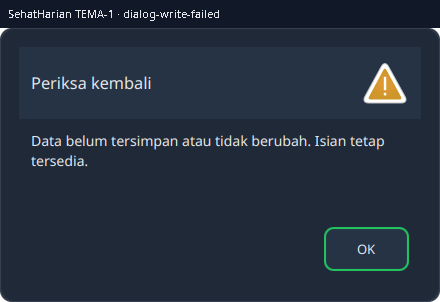 SehatHarian TEMA-1 · dialog-write-failed
Periksa kembali
Data belum tersimpan atau tidak berubah. Isian tetap
tersedia.
OK